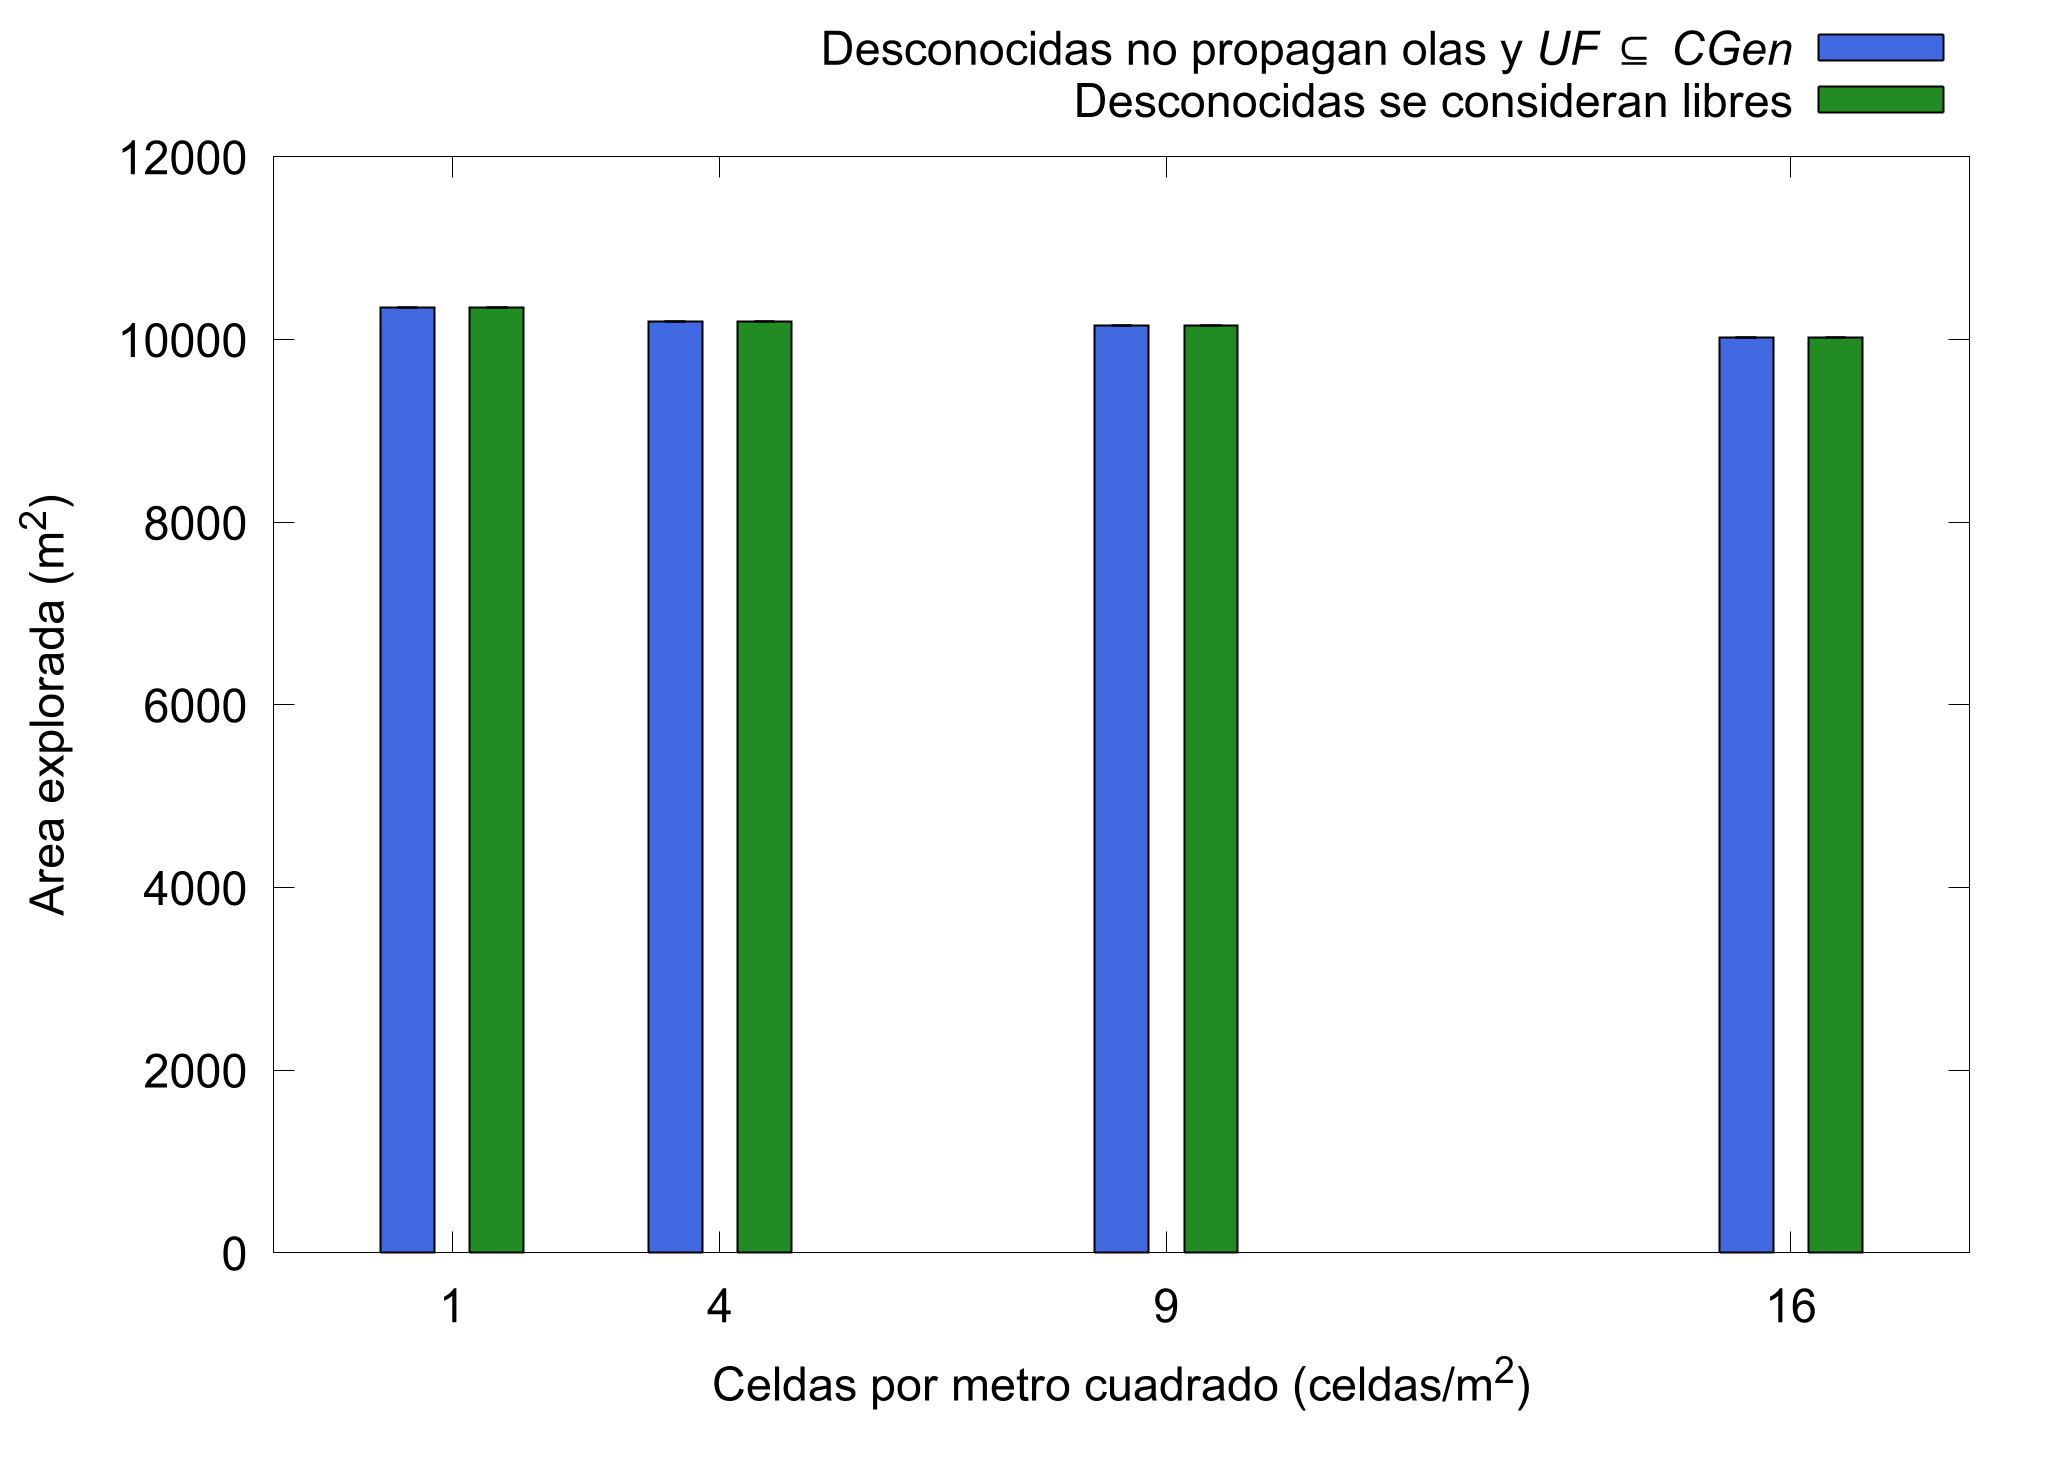 Desconocidas no propagan olas y UF ⊆ CGen
Desconocidas se consideran libres
12000
10000
8000
6000
4000
2000
0
Area explorada (m²)
1 4 9 16
Celdas por metro cuadrado (celdas/m²)